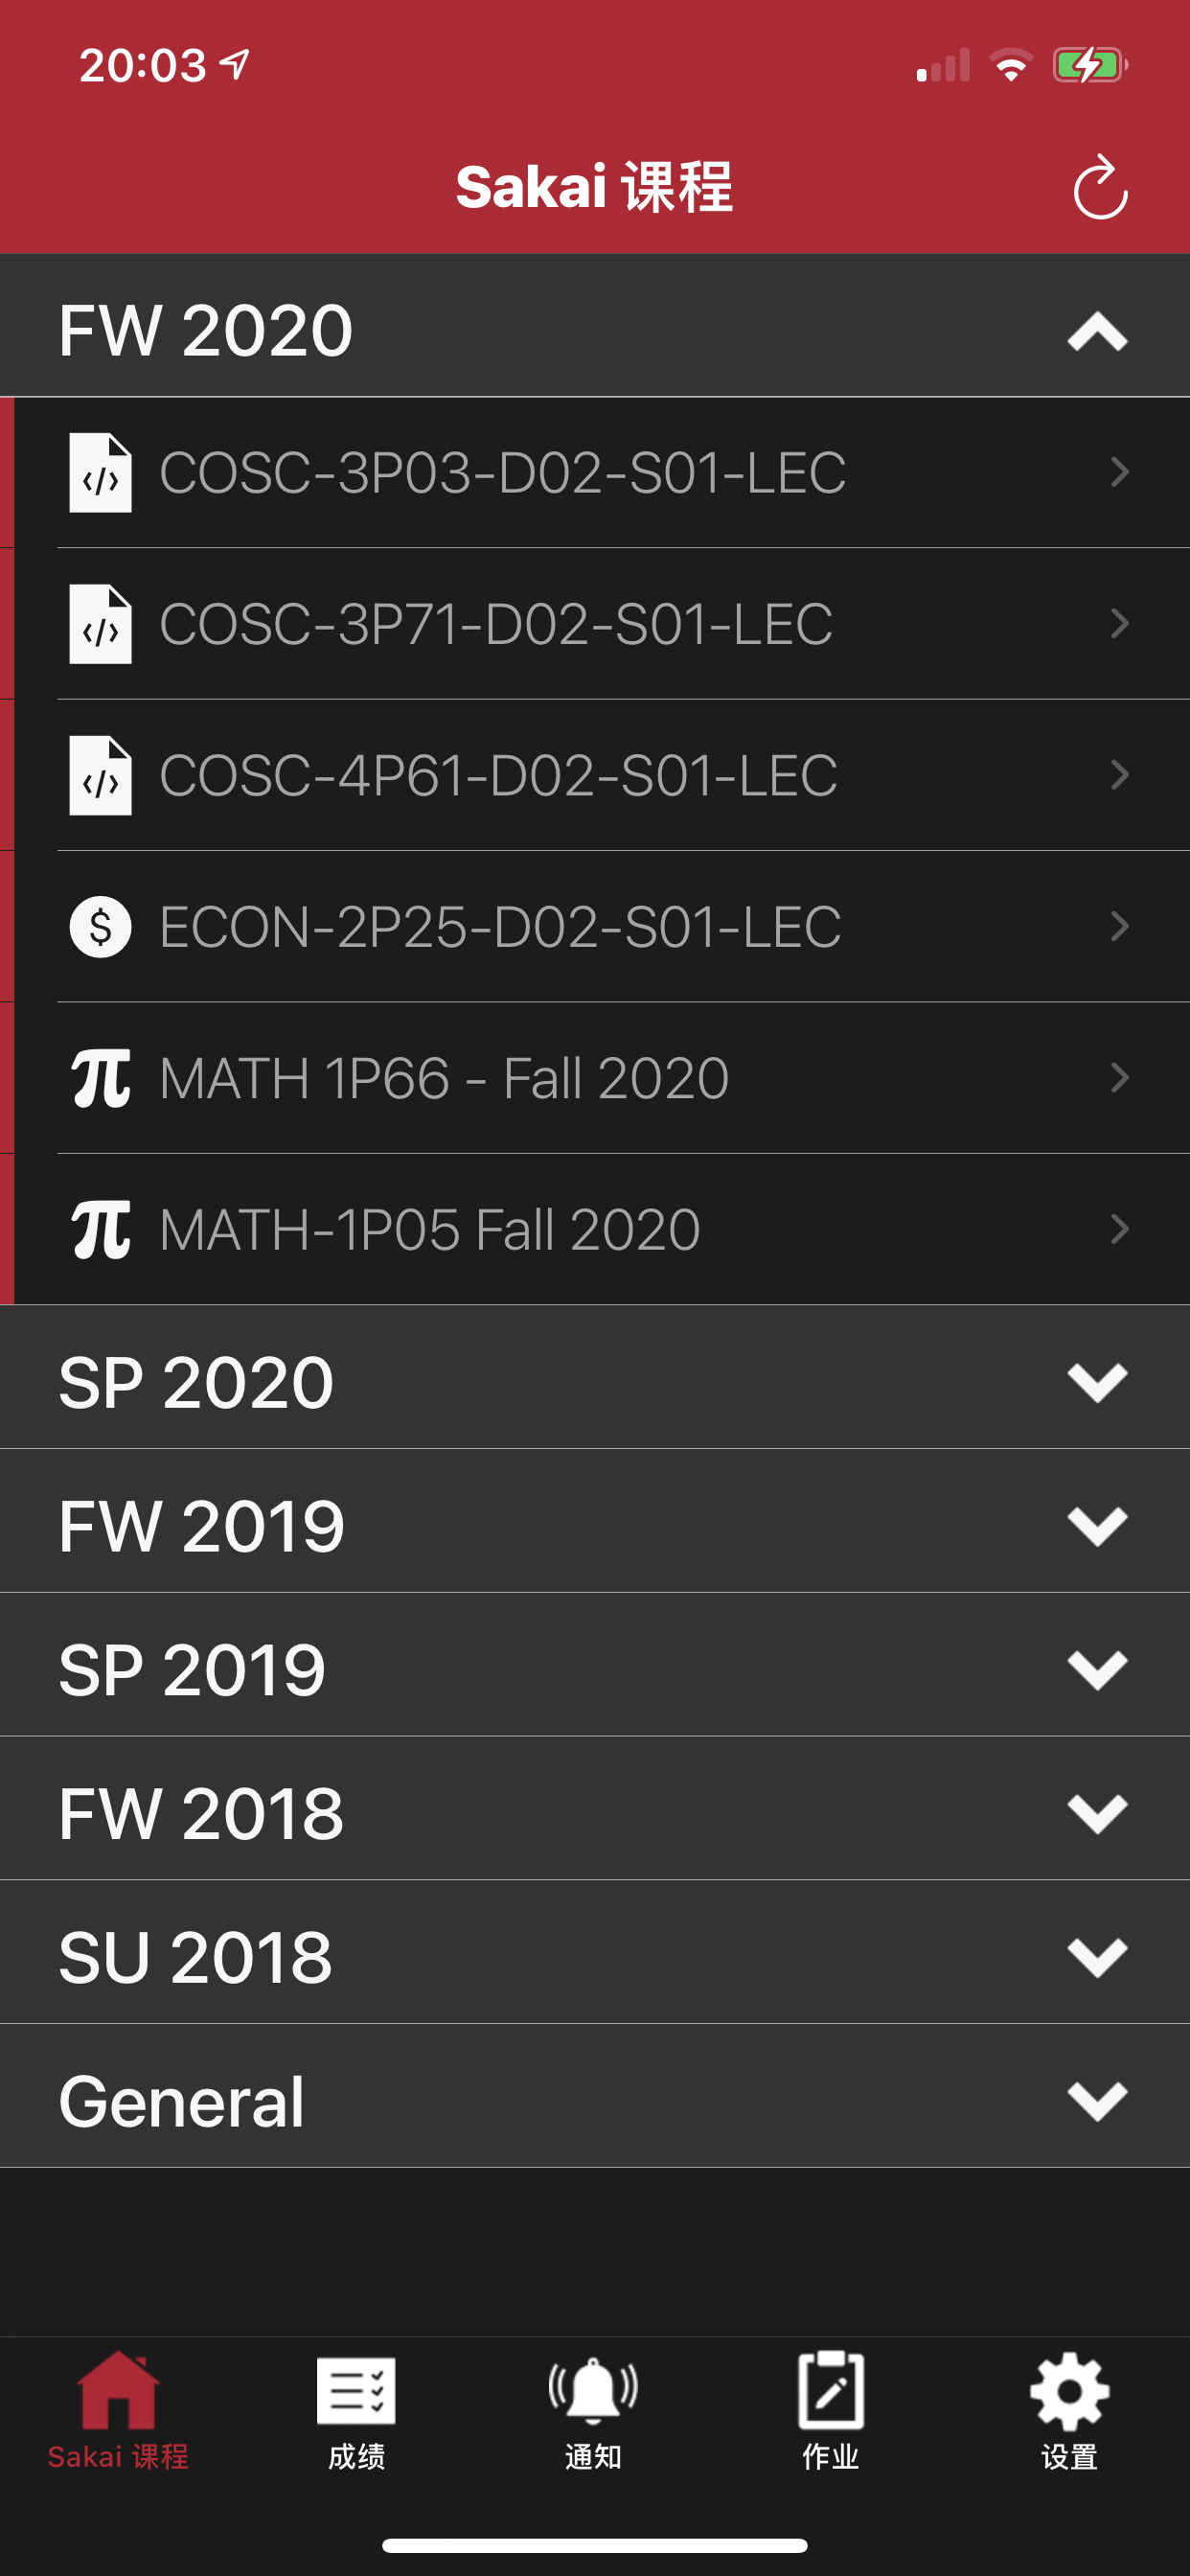 20:03
Sakai 课程
FW 2020
</> COSC-3P03-D02-S01-LEC
</> COSC-3P71-D02-S01-LEC
</> COSC-4P61-D02-S01-LEC
$ ECON-2P25-D02-S01-LEC
π MATH 1P66 - Fall 2020
π MATH-1P05 Fall 2020
SP 2020
FW 2019
SP 2019
FW 2018
SU 2018
General
Sakai 课程 成绩 通知 作业 设置